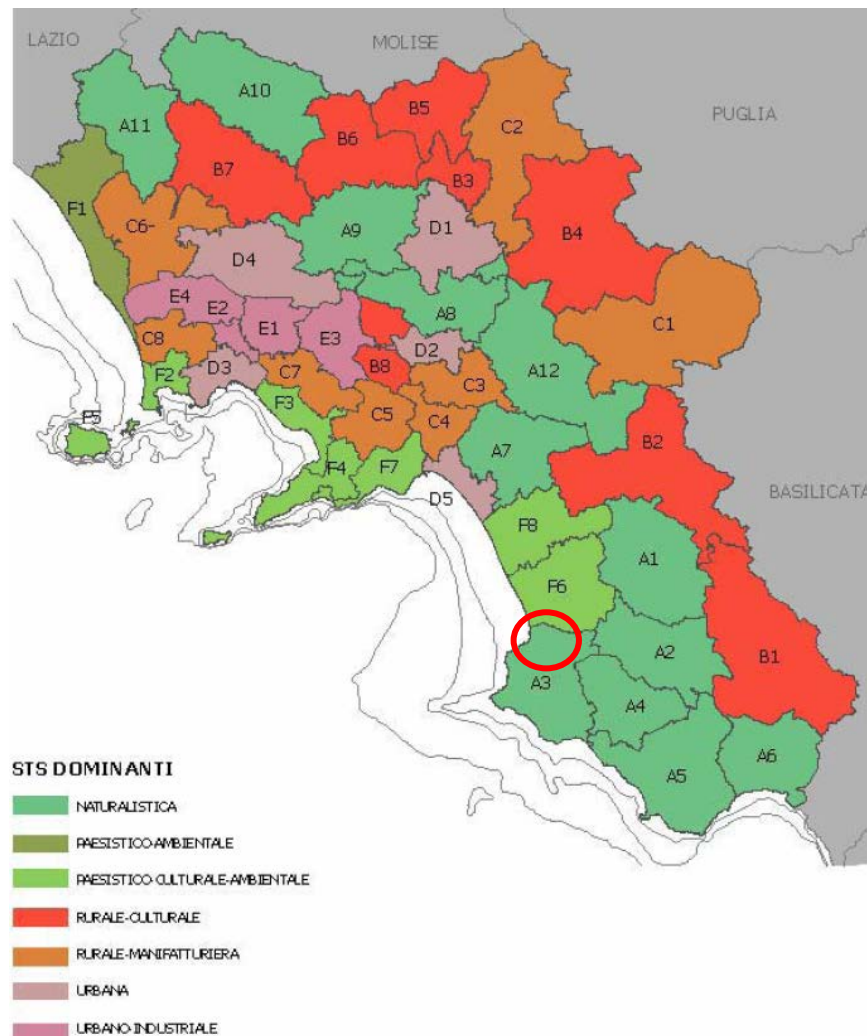 LAZIO
MOLISE
PUGLIA
BASILICATA
A10
A11
B5
B6
B7
B3
C2
F1
C6-
A9
D1
B4
D4
E4
E2
E1
E3
A8
C1
C8
D2
F2
D3
C7
B8
C3
A12
F5
F3
C5
C4
A7
B2
F4
F7
D5
F8
A1
F6
A2
B1
A3
A4
A5
A6
STS DOMINANTI
NATURALISTICA
PAESISTICO-AMBIENTALE
PAESISTICO-CULTURALE-AMBIENTALE
RURALE-CULTURALE
RURALE-MANIFATTURIERA
URBANA
URBANO-INDUSTRIALE